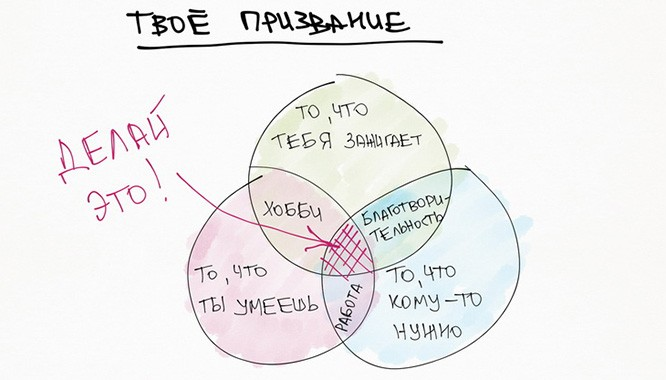 ТВОЁ ПРИЗВАНИЕ
ДЕЛАЙ
ЭТО!
ТО, ЧТО
ТЕБЯ ЗАЖИГАЕТ
ХОББИ
БЛАГОТВОРИ-
ТЕЛЬНОСТЬ
ТО, ЧТО
ТЫ УМЕЕШЬ
РАБОТА
ТО, ЧТО
КОМУ-ТО
НУЖНО